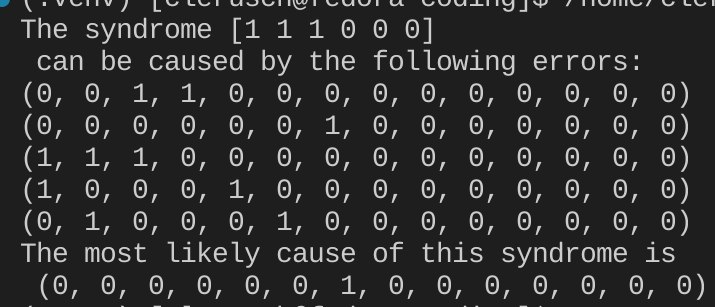 (.venv) [clerusch@fedora coding]$
The syndrome [1 1 1 0 0 0]
can be caused by the following errors:
(0, 0, 1, 1, 0, 0, 0, 0, 0, 0, 0, 0, 0, 0)
(0, 0, 0, 0, 0, 0, 1, 0, 0, 0, 0, 0, 0, 0)
(1, 1, 1, 0, 0, 0, 0, 0, 0, 0, 0, 0, 0, 0)
(1, 0, 0, 0, 1, 0, 0, 0, 0, 0, 0, 0, 0, 0)
(0, 1, 0, 0, 0, 1, 0, 0, 0, 0, 0, 0, 0, 0)
The most likely cause of this syndrome is
(0, 0, 0, 0, 0, 0, 1, 0, 0, 0, 0, 0, 0, 0)